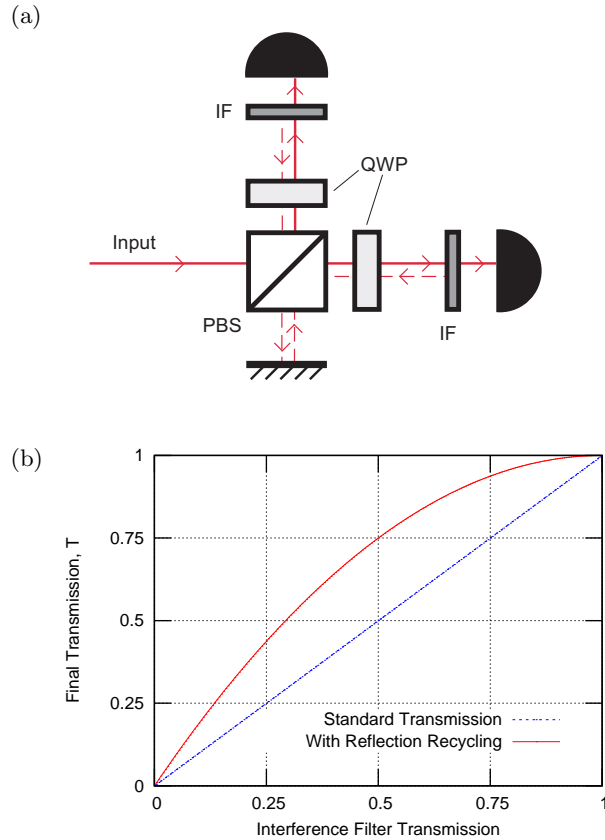 (a)
IF
QWP
Input
PBS
IF
(b)
1
0.75
0.5
0.25
0
Final Transmission, T
Standard Transmission
With Reflection Recycling
0
0.25
0.5
0.75
1
Interference Filter Transmission